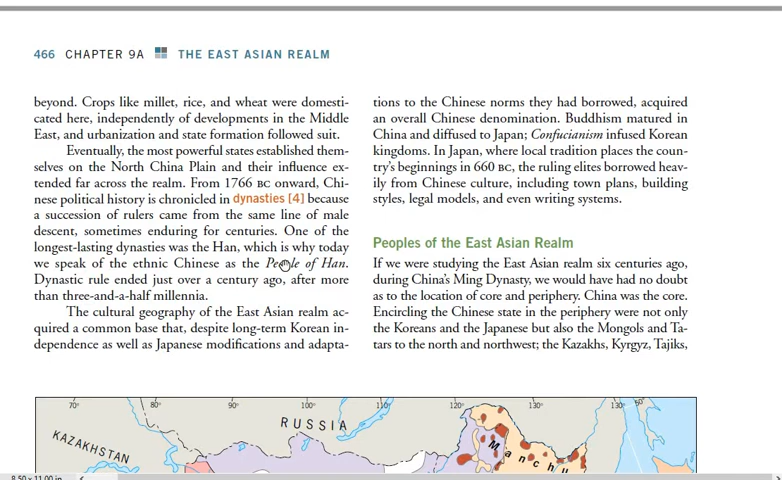 466 CHAPTER 9A THE EAST ASIAN REALM
beyond. Crops like millet, rice, and wheat were domesti-
cated here, independently of developments in the Middle
East, and urbanization and state formation followed suit.
Eventually, the most powerful states established them-
selves on the North China Plain and their influence ex-
tended far across the realm. From 1766 BC onward, Chi-
nese political history is chronicled in dynasties [4] because
a succession of rulers came from the same line of male
descent, sometimes enduring for centuries. One of the
longest-lasting dynasties was the Han, which is why today
we speak of the ethnic Chinese as the People of Han.
Dynastic rule ended just over a century ago, after more
than three-and-a-half millennia.
The cultural geography of the East Asian realm ac-
quired a common base that, despite long-term Korean in-
dependence as well as Japanese modifications and adapta-
tions to the Chinese norms they had borrowed, acquired
an overall Chinese denomination. Buddhism matured in
China and diffused to Japan; Confucianism infused Korean
kingdoms. In Japan, where local tradition places the coun-
try's beginnings in 660 BC, the ruling elites borrowed heav-
ily from Chinese culture, including town plans, building
styles, legal models, and even writing systems.
Peoples of the East Asian Realm
If we were studying the East Asian realm six centuries ago,
during China's Ming Dynasty, we would have had no doubt
as to the location of core and periphery. China was the core.
Encircling the Chinese state in the periphery were not only
the Koreans and the Japanese but also the Mongols and Ta-
tars to the north and northwest; the Kazakhs, Kyrgyz, Tajiks,
70° 80° 90° 100° 110° 120° 130° 130° 50°
RUSSIA
KAZAKHSTAN
Manchu
8.50 x 11.00 in